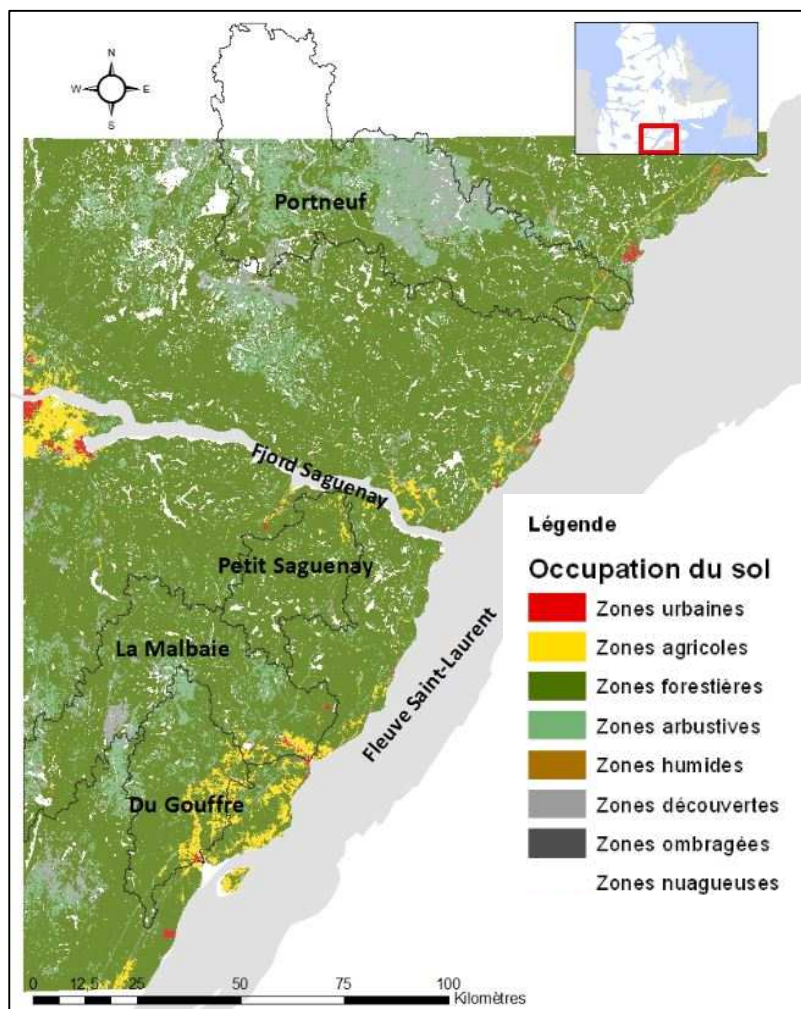 N
W E
S
Portneuf
Fjord Saguenay
Petit Saguenay
La Malbaie
Du Gouffre
Fleuve Saint-Laurent
Légende
Occupation du sol
Zones urbaines
Zones agricoles
Zones forestières
Zones arbustives
Zones humides
Zones découvertes
Zones ombragées
Zones nuagueuses
0 12,5 25 50 75 100
Kilomètres